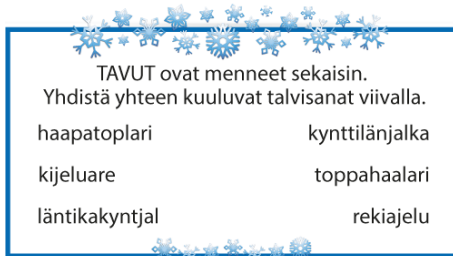 TAVUT ovat menneet sekaisin.
Yhdistä yhteen kuuluvat talvisanat viivalla.
haapatoplari kynttilänjalka
kijeluare toppahaalari
läntikakyntjal rekiajelu